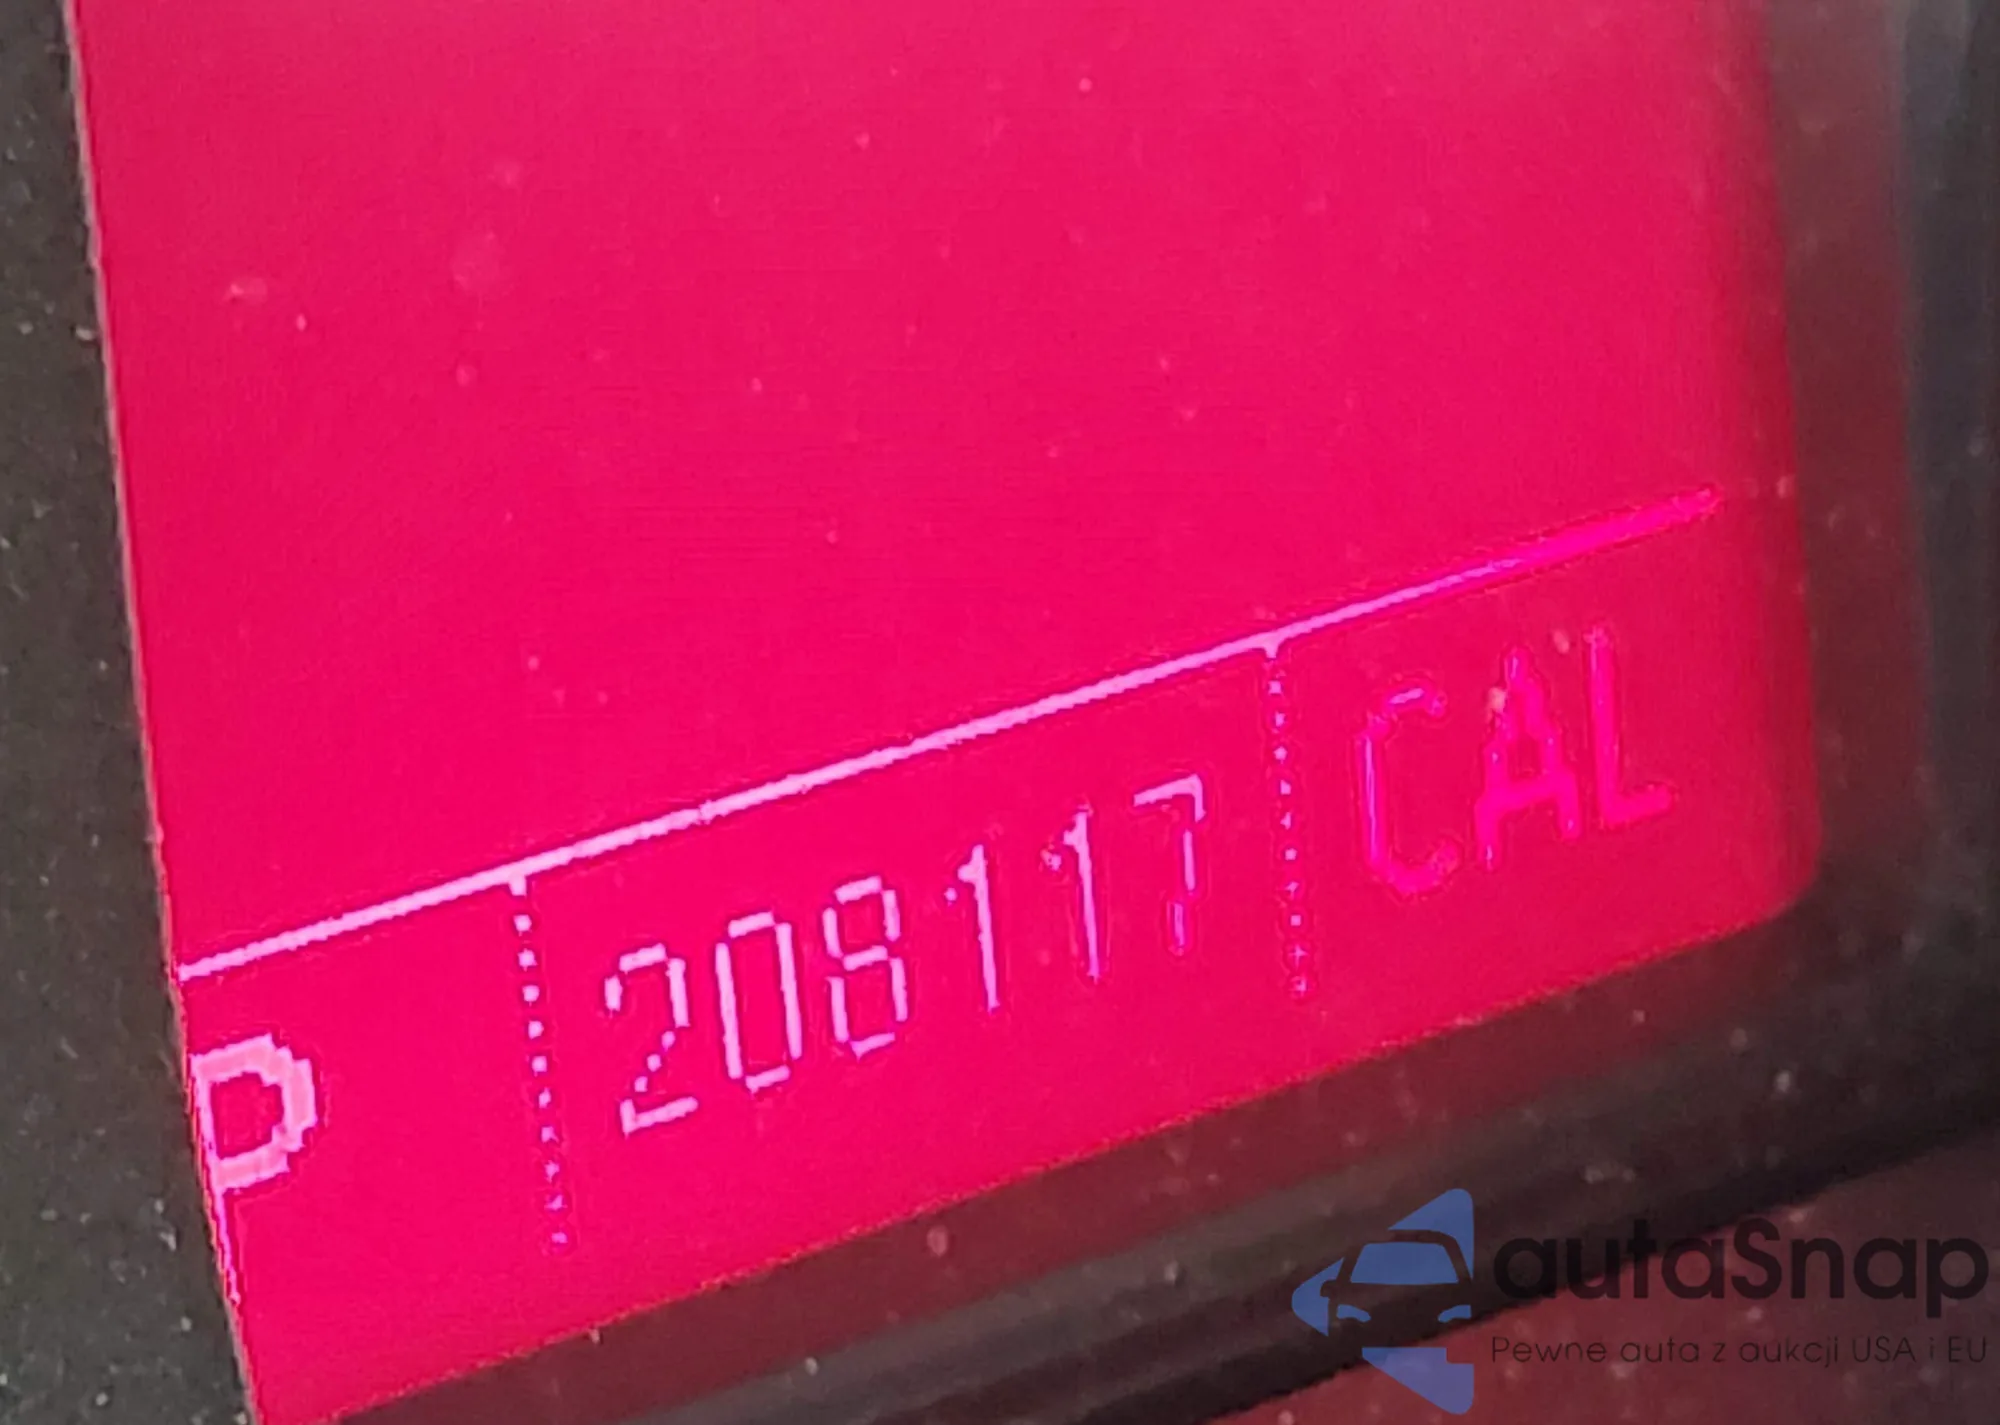 P 208117 CAL
autaSnap
Pewne auta z aukcji USA i EU